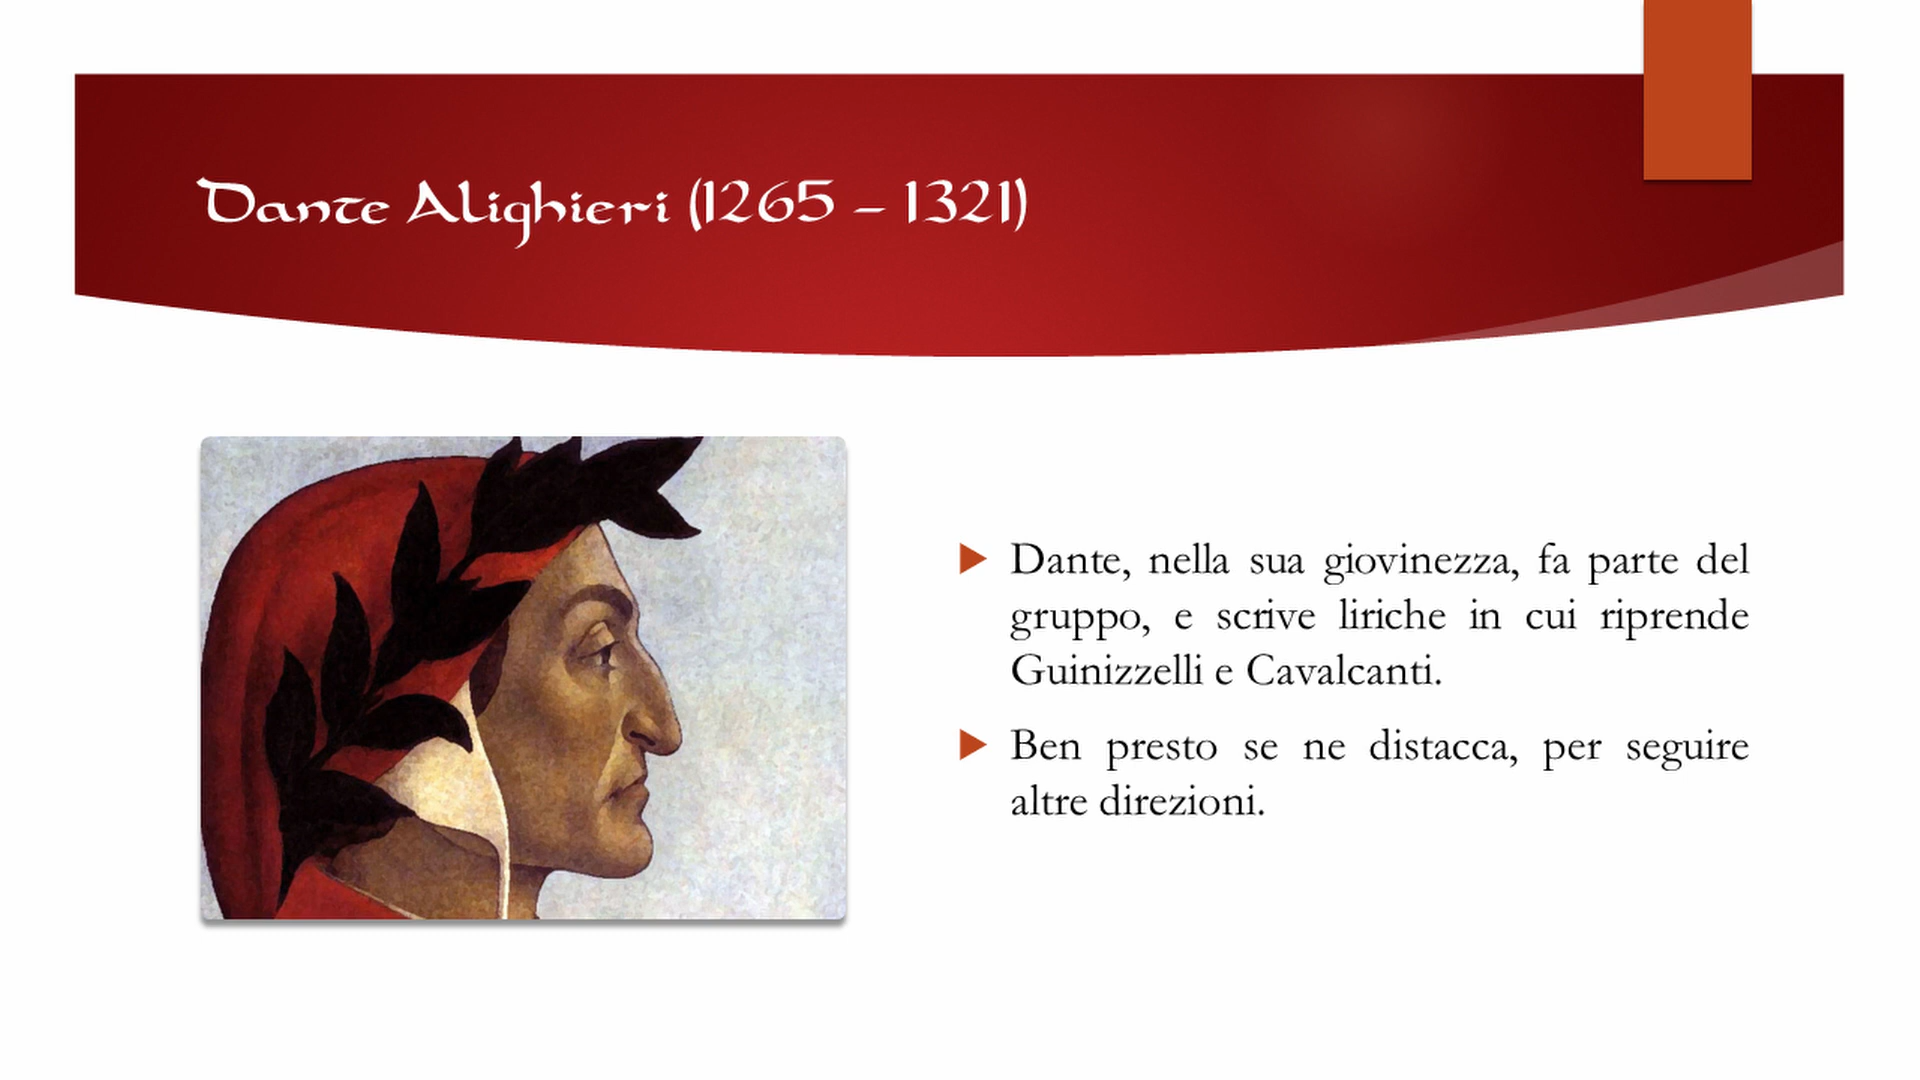 Dante Alighieri (1265 – 1321)
Dante, nella sua giovinezza, fa parte del
gruppo, e scrive liriche in cui riprende
Guinizzelli e Cavalcanti.
Ben presto se ne distacca, per seguire
altre direzioni.